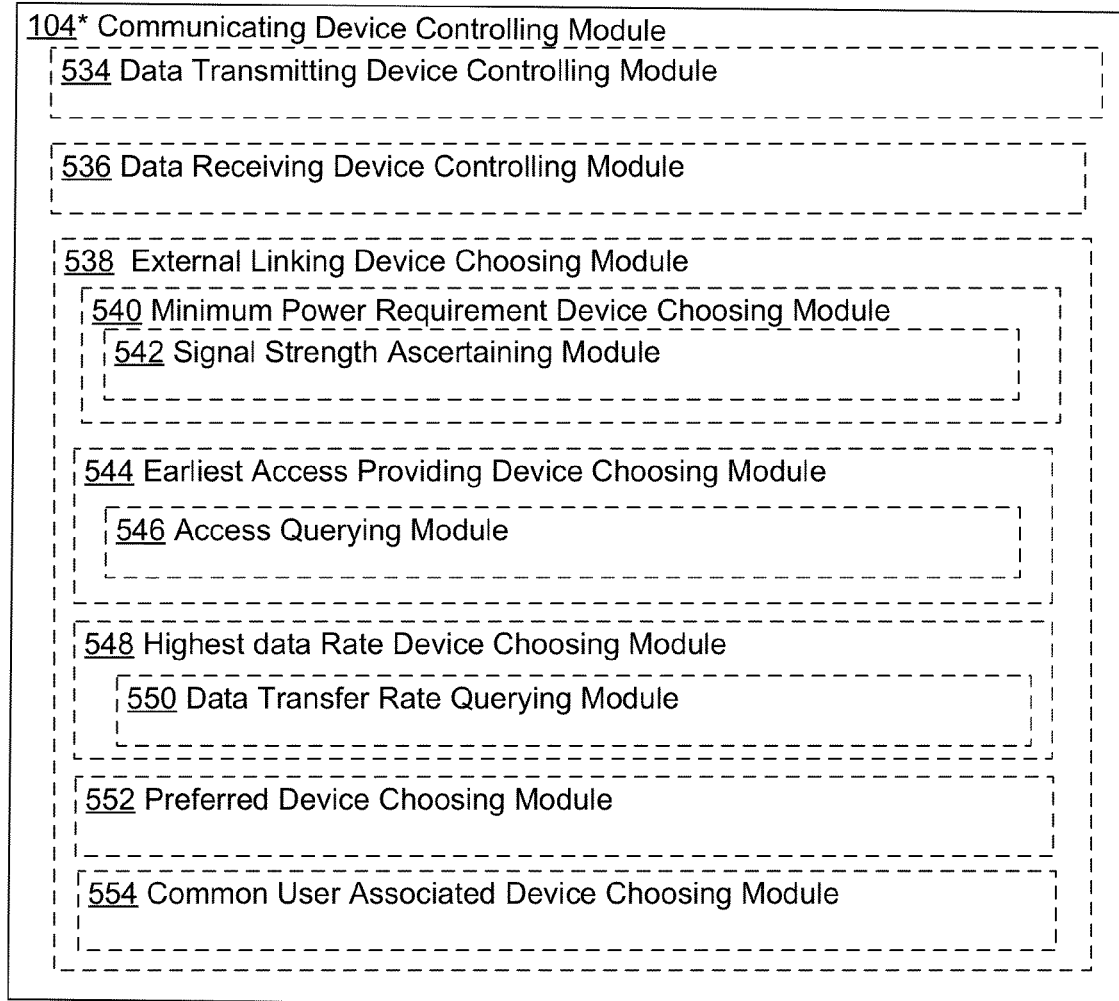 104* Communicating Device Controlling Module
534 Data Transmitting Device Controlling Module
536 Data Receiving Device Controlling Module
538 External Linking Device Choosing Module
540 Minimum Power Requirement Device Choosing Module
542 Signal Strength Ascertaining Module
544 Earliest Access Providing Device Choosing Module
546 Access Querying Module
548 Highest data Rate Device Choosing Module
550 Data Transfer Rate Querying Module
552 Preferred Device Choosing Module
554 Common User Associated Device Choosing Module